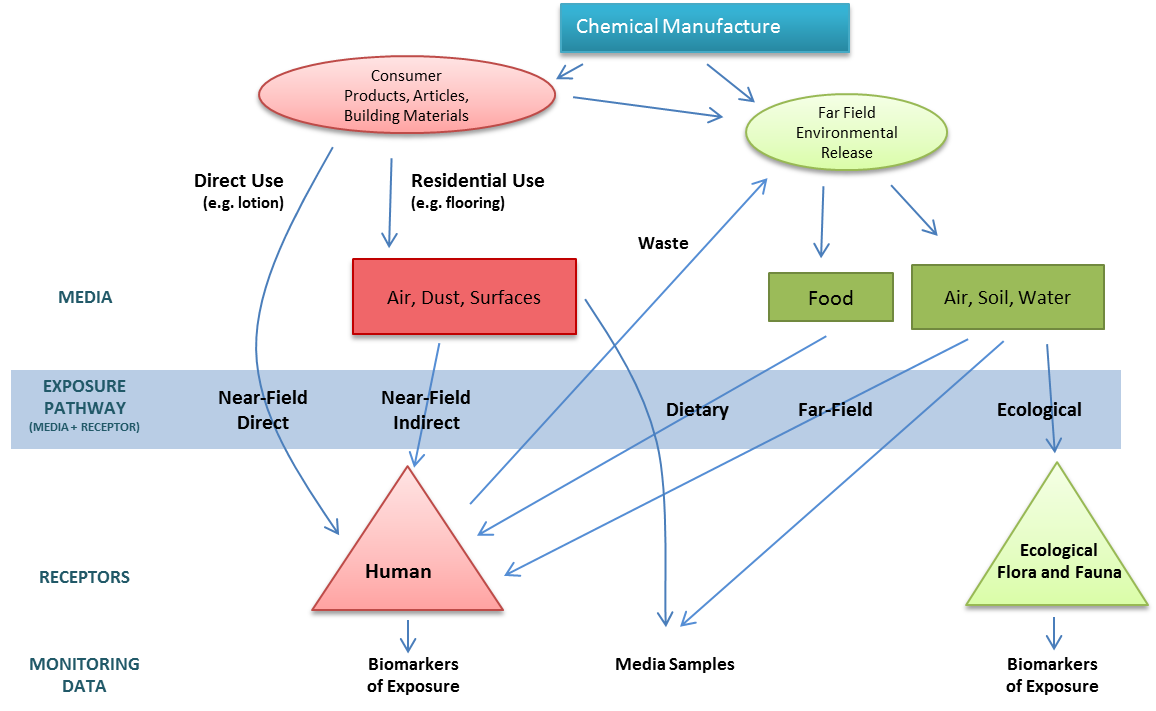 Chemical Manufacture
Consumer
Products, Articles,
Building Materials
Far Field
Environmental
Release
Direct Use
(e.g. lotion)
Residential Use
(e.g. flooring)
Waste
MEDIA
Air, Dust, Surfaces
Food
Air, Soil, Water
EXPOSURE
PATHWAY
(MEDIA + RECEPTOR)
Near-Field
Direct
Near-Field
Indirect
Dietary
Far-Field
Ecological
RECEPTORS
Human
Ecological
Flora and Fauna
MONITORING
DATA
Biomarkers
of Exposure
Media Samples
Biomarkers
of Exposure